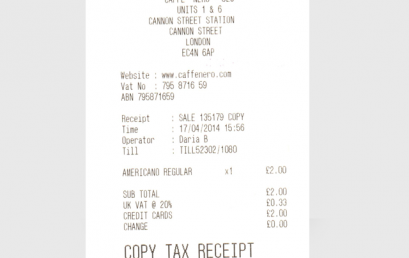 UNITS 1 & 6
CANNON STREET STATION
CANNON STREET
LONDON
EC4N 6AP
Website : www.caffenero.com
Vat No : 795 8716 59
ABN 795871659
Receipt : SALE 135179 COPY
Time : 17/04/2014 15:56
Operator : Daria B
Till : TILL52302/1080
AMERICANO REGULAR x1 £2.00
SUB TOTAL £2.00
UK VAT @ 20% £0.33
CREDIT CARDS £2.00
CHANGE £0.00
COPY TAX RECEIPT